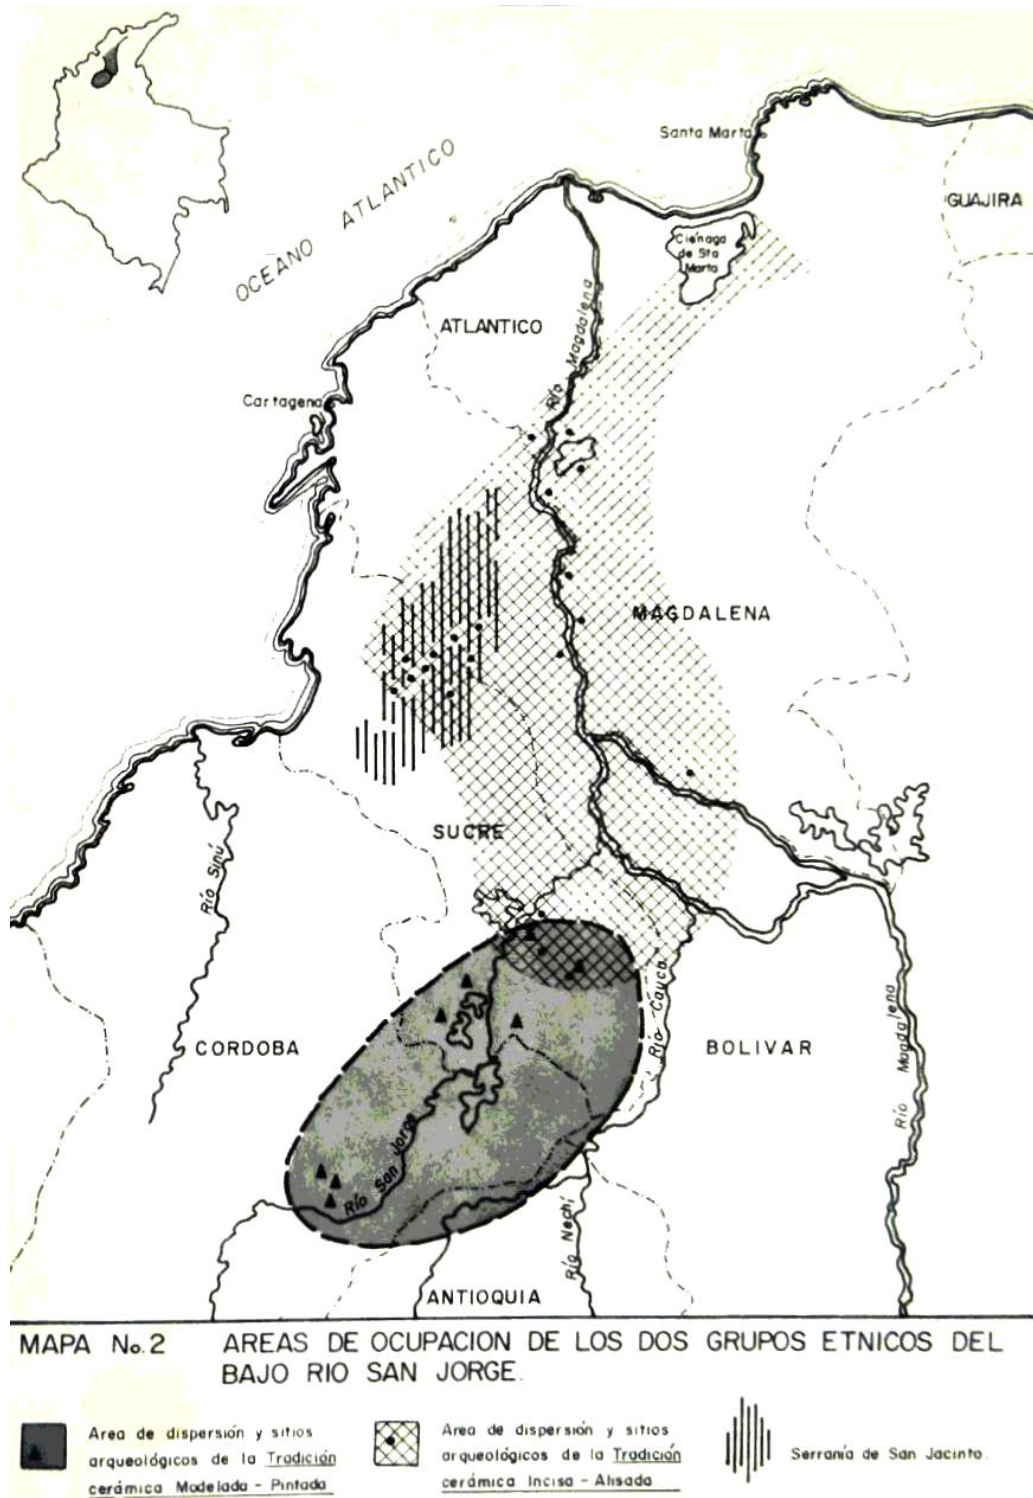 Santa Marta
GUAJIRA
OCEANO ATLANTICO
Ciénaga
de Sta
Marta
ATLANTICO
Río Magdalena
Cartagena
MAGDALENA
SUCRE
Río Sinú
Río Cauca
Río Magdalena
CORDOBA
BOLIVAR
Río San Jorge
Río Nechí
ANTIOQUIA
MAPA No. 2 AREAS DE OCUPACION DE LOS DOS GRUPOS ETNICOS DEL
BAJO RIO SAN JORGE.
Area de dispersión y sitios
arqueológicos de la Tradición
cerámica Modelada - Pintada
Area de dispersión y sitios
arqueológicos de la Tradición
cerámica Incisa - Alisada
Serranía de San Jacinto.